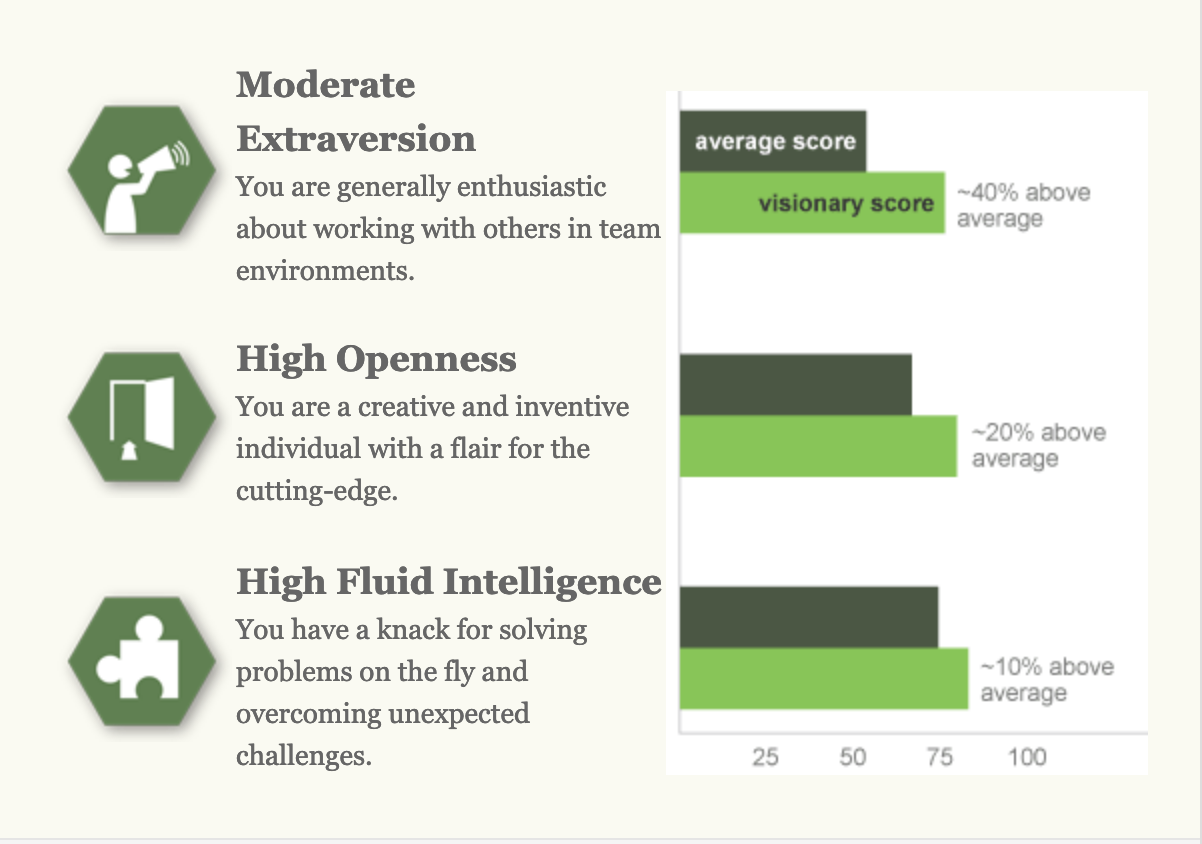 Moderate
Extraversion
You are generally enthusiastic
about working with others in team
environments.
average score
visionary score
~40% above
average
High Openness
You are a creative and inventive
individual with a flair for the
cutting-edge.
~20% above
average
High Fluid Intelligence
You have a knack for solving
problems on the fly and
overcoming unexpected
challenges.
~10% above
average
25 50 75 100